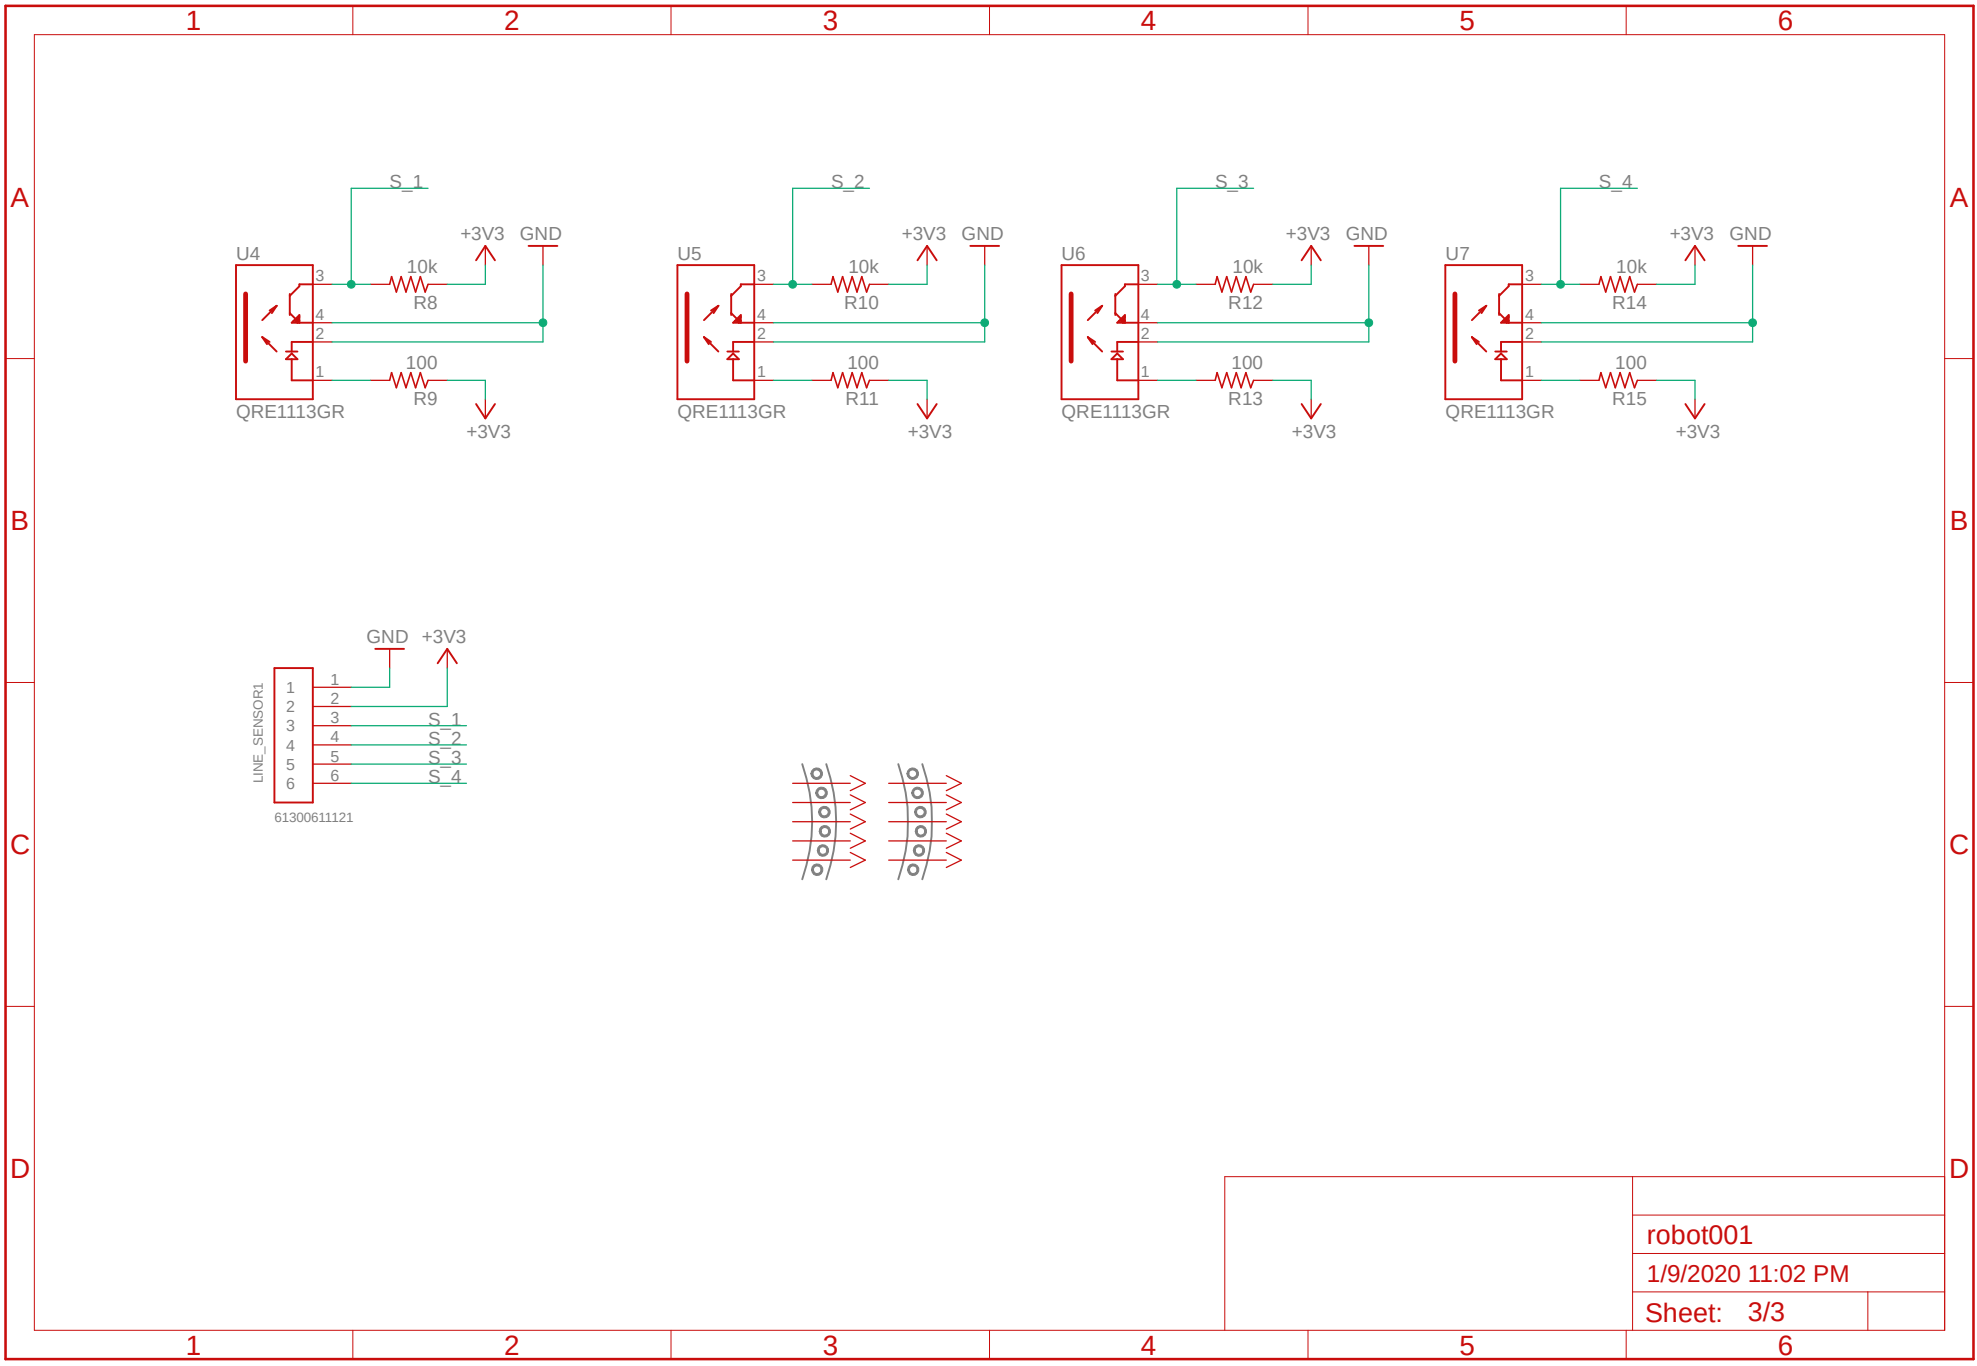 1 2 3 4 5 6
A A
S_1 S_2 S_3 S_4
+3V3 GND +3V3 GND +3V3 GND +3V3 GND
U4 U5 U6 U7
3 10k 3 10k 3 10k 3 10k
R8 R10 R12 R14
4 4 4 4
2 2 2 2
1 100 1 100 1 100 1 100
R9 R11 R13 R15
QRE1113GR QRE1113GR QRE1113GR QRE1113GR
+3V3 +3V3 +3V3 +3V3
B B
GND +3V3
LINE_SENSOR1
1 1
2 2
3 3 S_1
4 4 S_2
5 5 S_3
6 6 S_4
61300611121
C C
D D
robot001
1/9/2020 11:02 PM
Sheet: 3/3
1 2 3 4 5 6